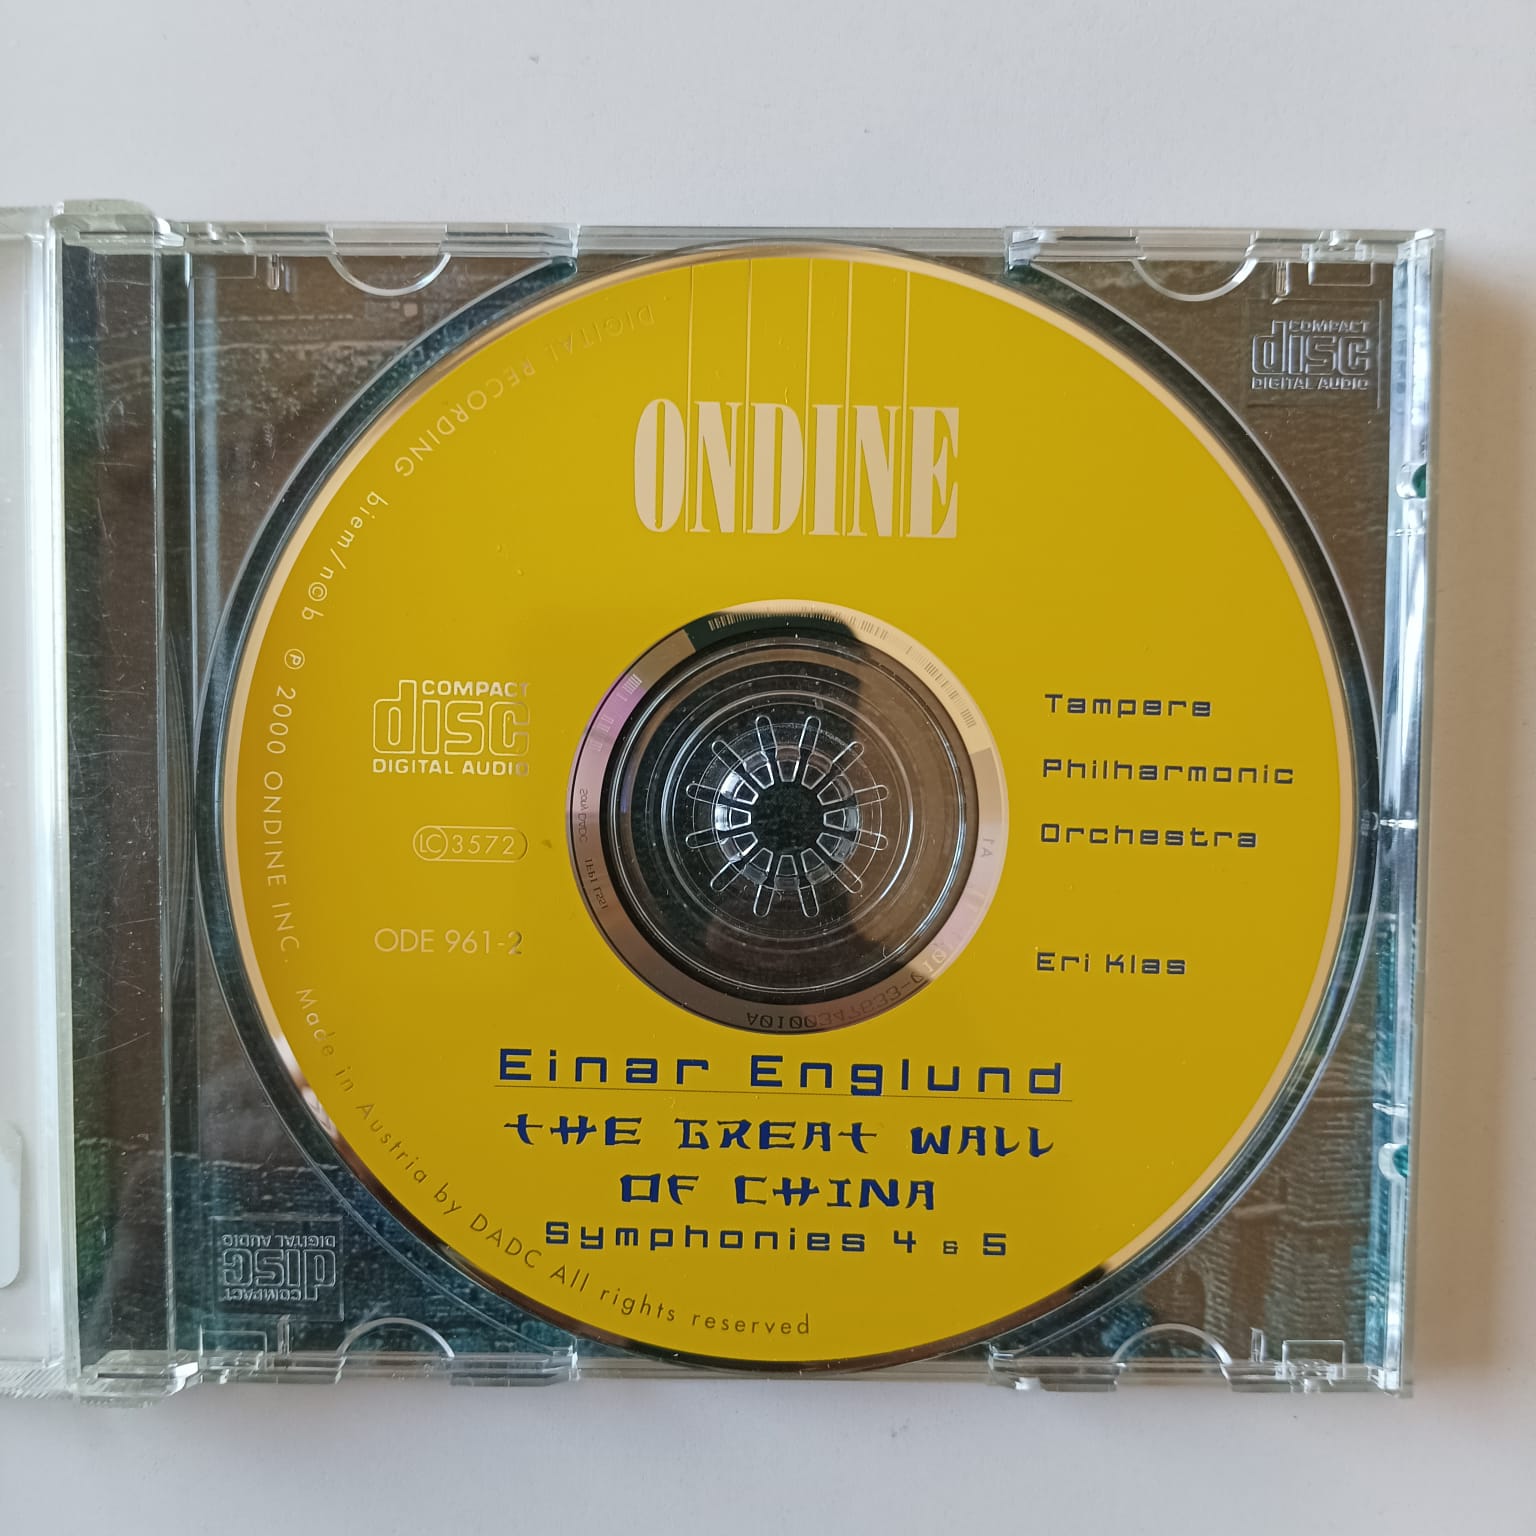 ONDINE
COMPACT
disc
DIGITAL AUDIO
LC 3572
ODE 961-2
Tampere
Philharmonic
Orchestra
Eri Klas
Einar Englund
THE GREAT WALL
OF CHINA
Symphonies 4 & 5
DIGITAL RECORDING biem/n©b ℗ 2000 ONDINE INC. Made in Austria by DADC All rights reserved
COMPACT
disc
DIGITAL AUDIO
COMPACT
disc
DIGITAL AUDIO